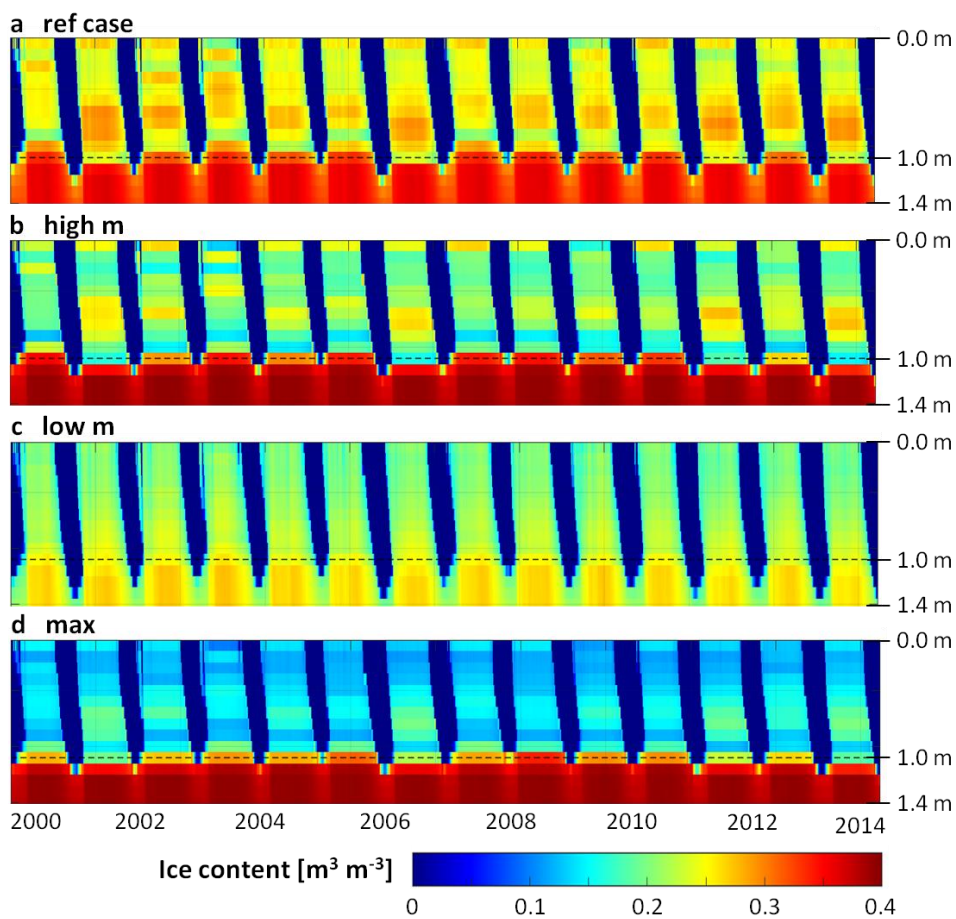 a ref case
0.0 m
1.0 m
1.4 m
b high m
0.0 m
1.0 m
1.4 m
c low m
0.0 m
1.0 m
1.4 m
d max
0.0 m
1.0 m
1.4 m
2000 2002 2004 2006 2008 2010 2012 2014
Ice content [m³ m⁻³]
0 0.1 0.2 0.3 0.4